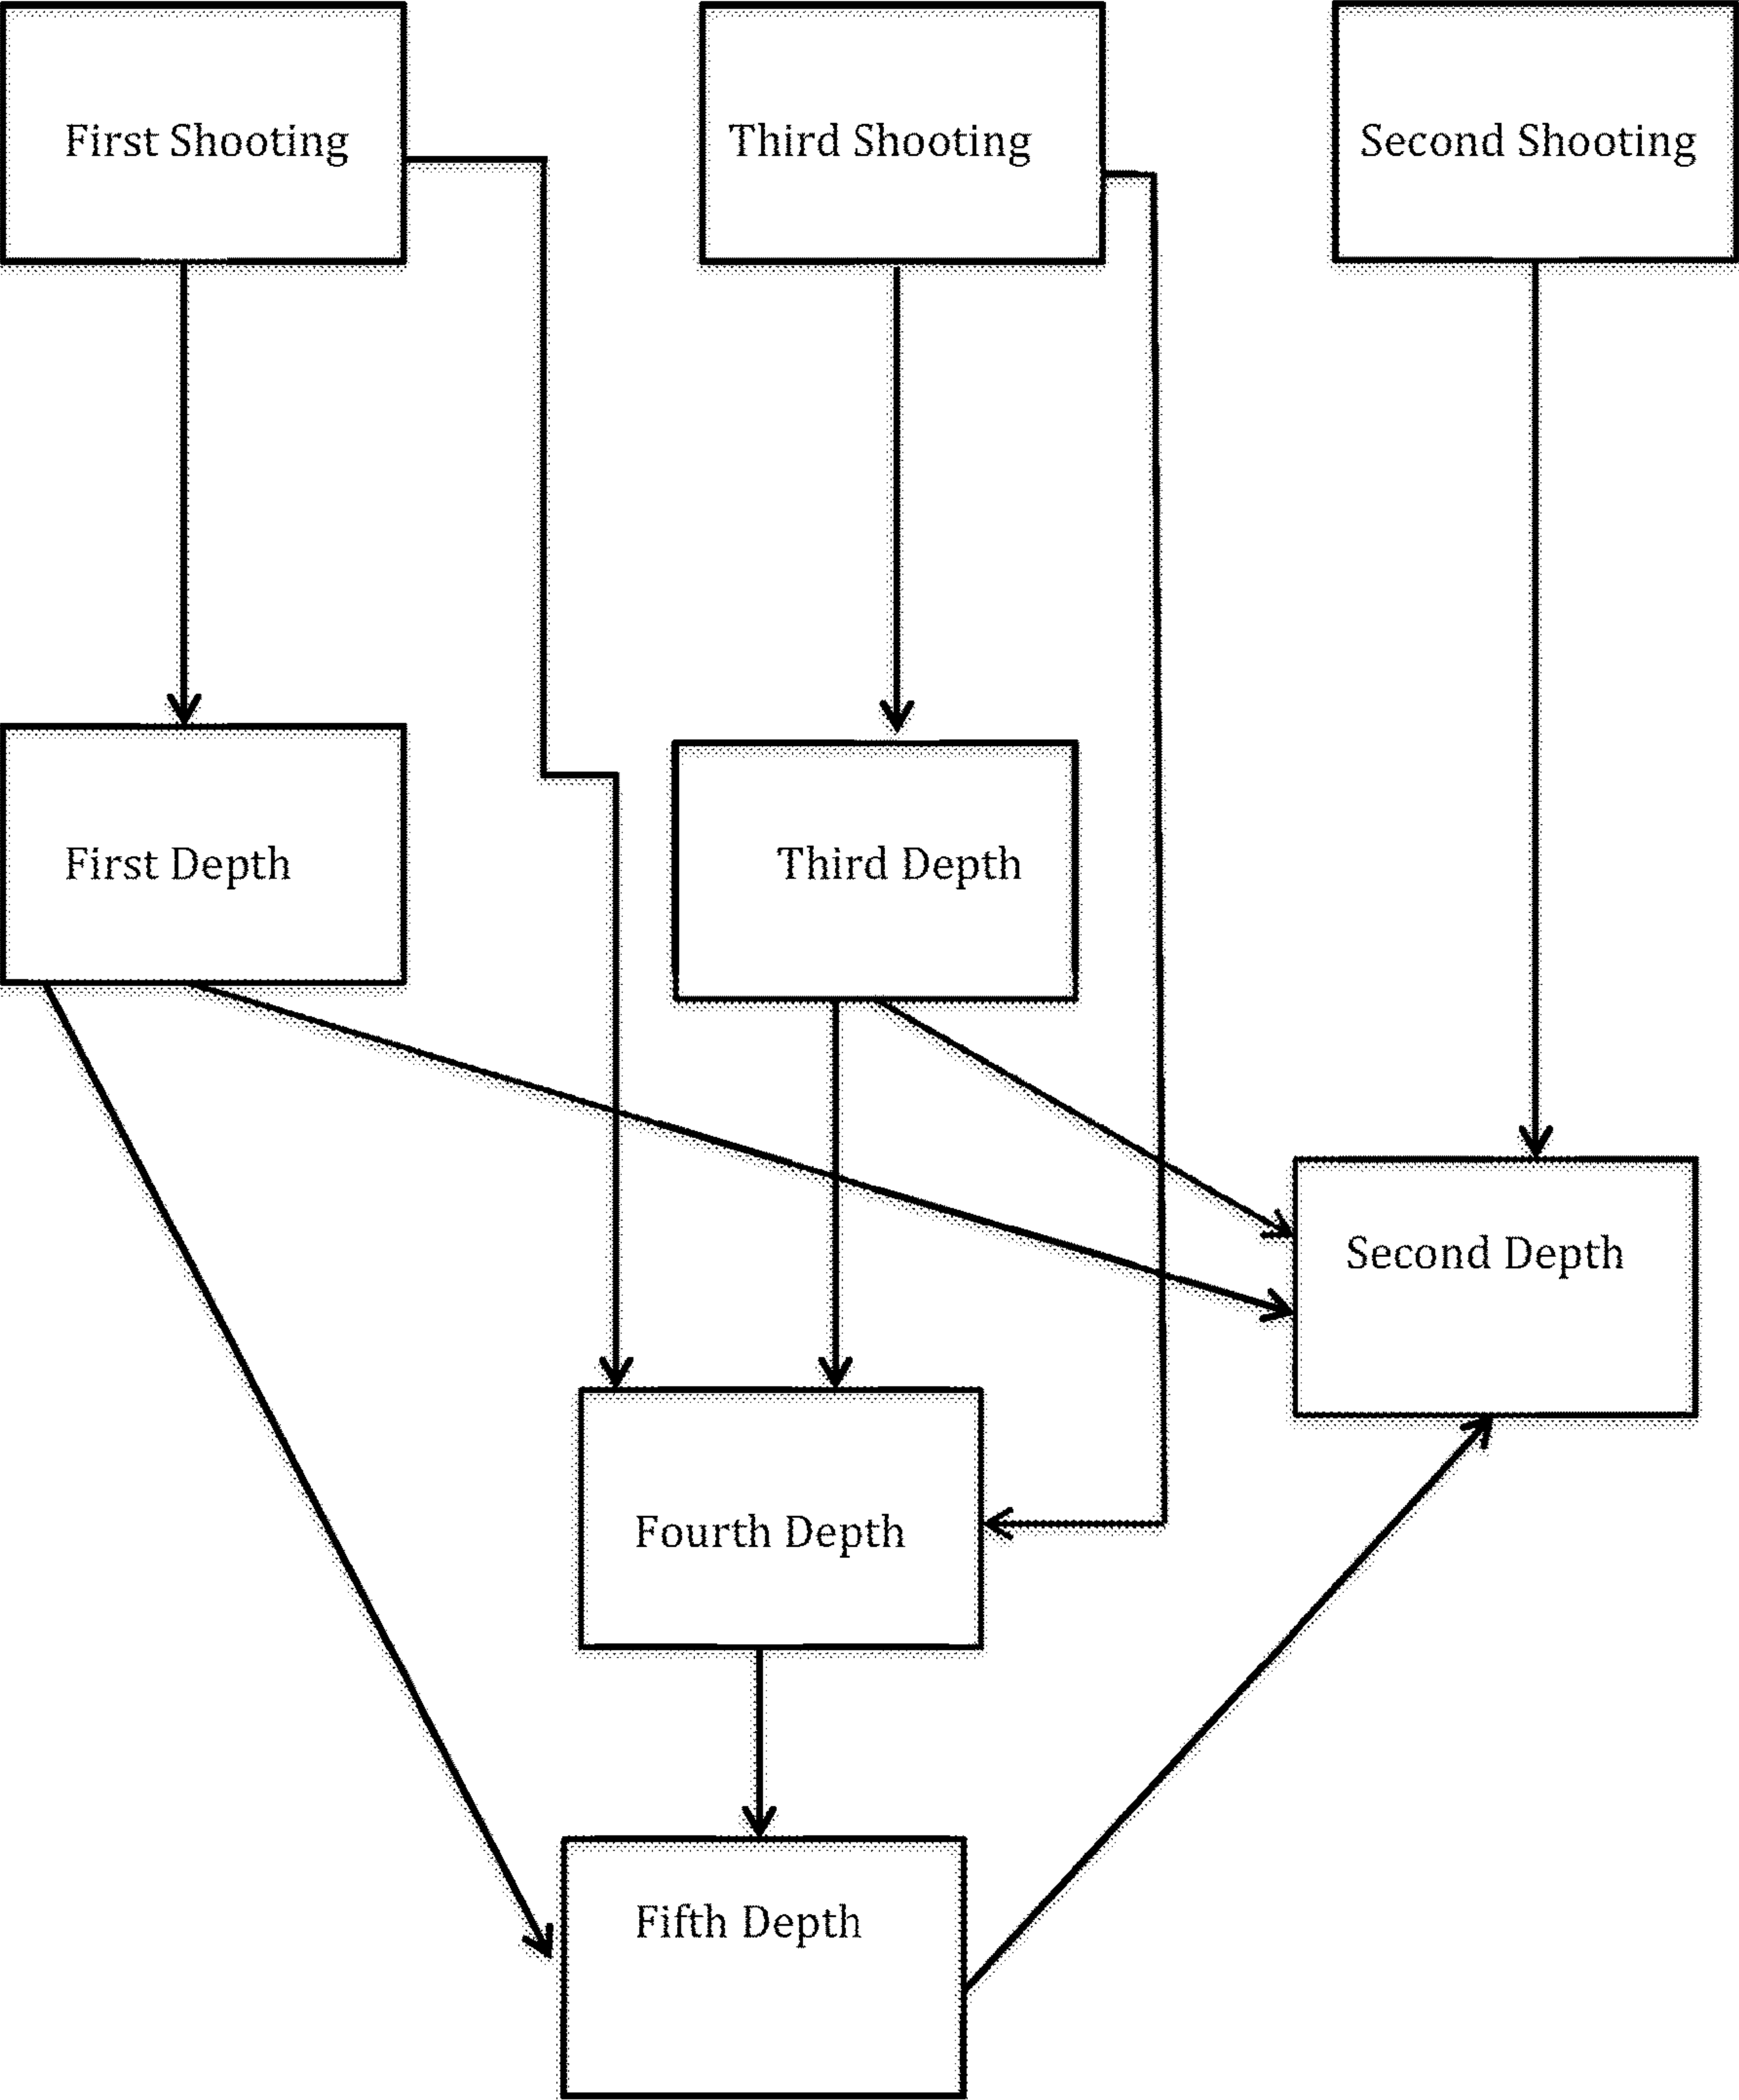 First Shooting
Third Shooting
Second Shooting
First Depth
Third Depth
Second Depth
Fourth Depth
Fifth Depth